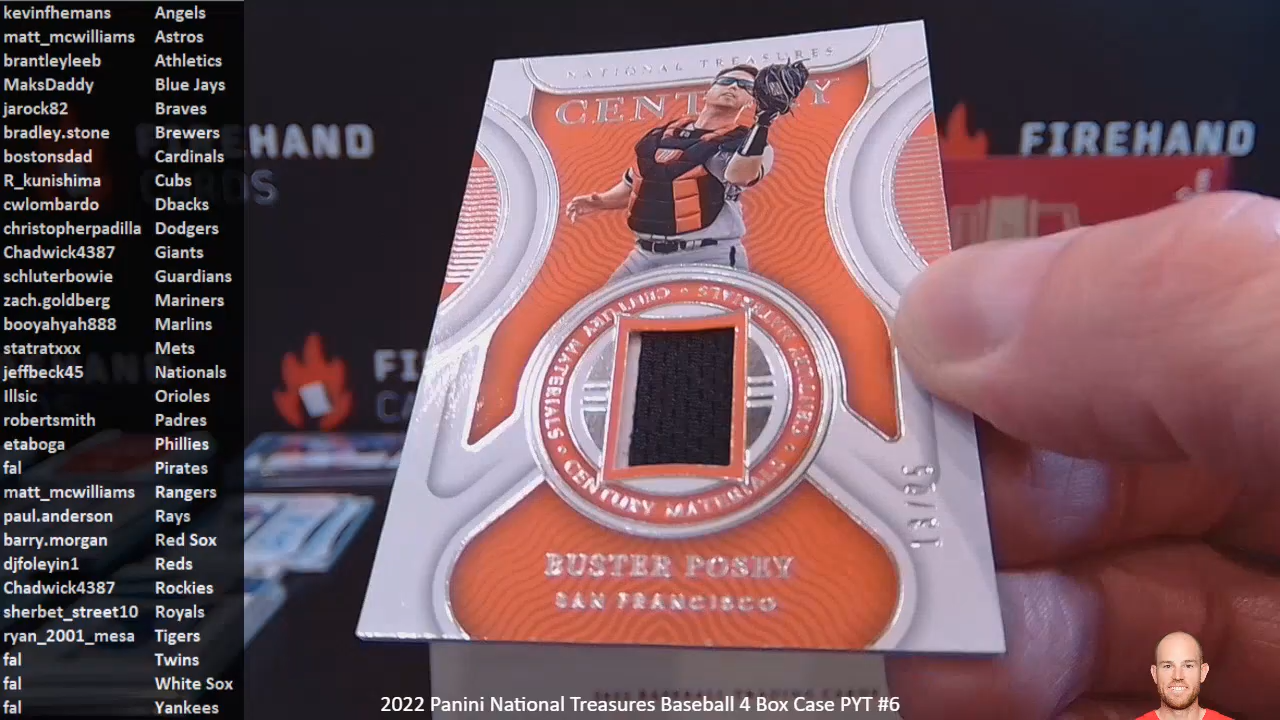 kevinfhemans Angels
matt_mcwilliams Astros
brantleyleeb Athletics
MaksDaddy Blue Jays
jarock82 Braves
bradley.stone Brewers
bostonsdad Cardinals
R_kunishima Cubs
cwlombardo Dbacks
christopherpadilla Dodgers
Chadwick4387 Giants
schluterbowie Guardians
zach.goldberg Mariners
booyahyah888 Marlins
statratxxx Mets
jeffbeck45 Nationals
Illsic Orioles
robertsmith Padres
etaboga Phillies
fal Pirates
matt_mcwilliams Rangers
paul.anderson Rays
barry.morgan Red Sox
djfoleyin1 Reds
Chadwick4387 Rockies
sherbet_street10 Royals
ryan_2001_mesa Tigers
fal Twins
fal White Sox
fal Yankees
FIREHAND
NATIONAL TREASURES
CENTURY
CENTURY MATERIALS • CENTURY MATERIALS • CENTURY MATERIALS
BUSTER POSEY
SAN FRANCISCO
2022 Panini National Treasures Baseball 4 Box Case PYT #6